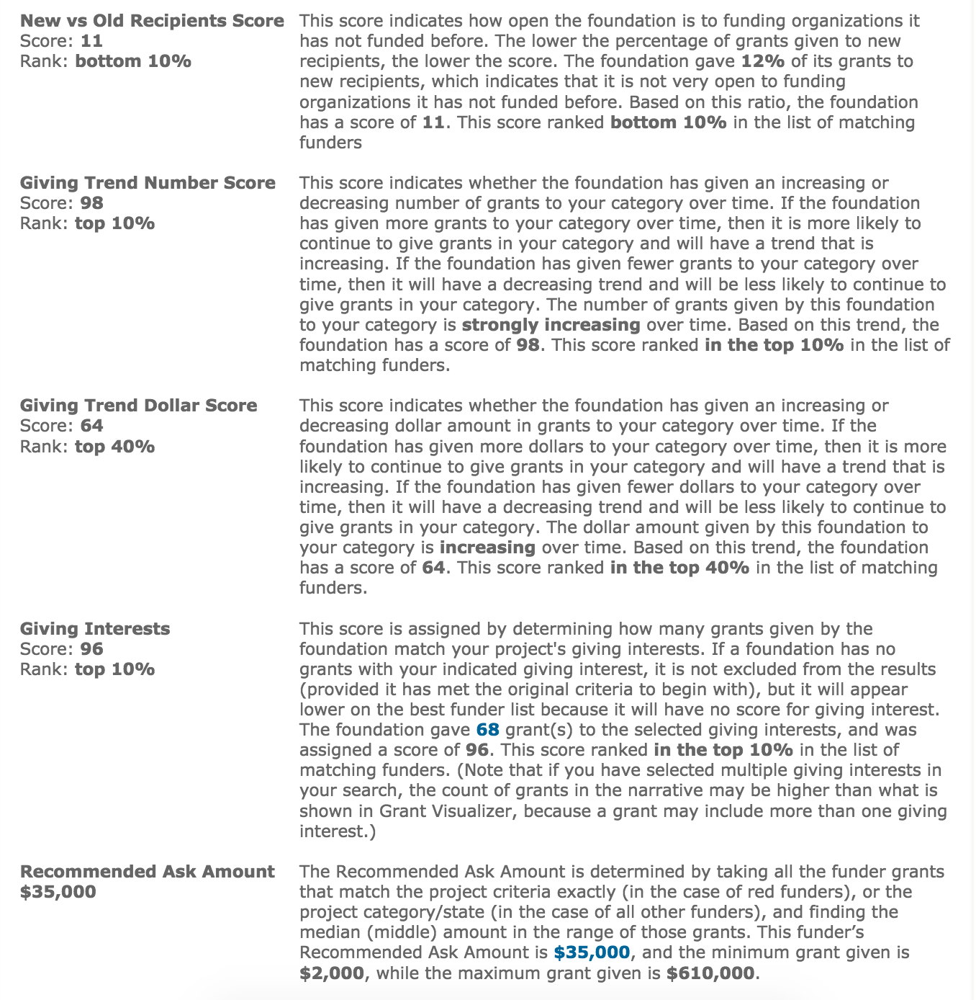 New vs Old Recipients Score
Score: 11
Rank: bottom 10%
This score indicates how open the foundation is to funding organizations it
has not funded before. The lower the percentage of grants given to new
recipients, the lower the score. The foundation gave 12% of its grants to
new recipients, which indicates that it is not very open to funding
organizations it has not funded before. Based on this ratio, the foundation
has a score of 11. This score ranked bottom 10% in the list of matching
funders
Giving Trend Number Score
Score: 98
Rank: top 10%
This score indicates whether the foundation has given an increasing or
decreasing number of grants to your category over time. If the foundation
has given more grants to your category over time, then it is more likely to
continue to give grants in your category and will have a trend that is
increasing. If the foundation has given fewer grants to your category over
time, then it will have a decreasing trend and will be less likely to continue to
give grants in your category. The number of grants given by this foundation
to your category is strongly increasing over time. Based on this trend, the
foundation has a score of 98. This score ranked in the top 10% in the list of
matching funders.
Giving Trend Dollar Score
Score: 64
Rank: top 40%
This score indicates whether the foundation has given an increasing or
decreasing dollar amount in grants to your category over time. If the
foundation has given more dollars to your category over time, then it is more
likely to continue to give grants in your category and will have a trend that is
increasing. If the foundation has given fewer dollars to your category over
time, then it will have a decreasing trend and will be less likely to continue to
give grants in your category. The dollar amount given by this foundation to
your category is increasing over time. Based on this trend, the foundation
has a score of 64. This score ranked in the top 40% in the list of matching
funders.
Giving Interests
Score: 96
Rank: top 10%
This score is assigned by determining how many grants given by the
foundation match your project's giving interests. If a foundation has no
grants with your indicated giving interest, it is not excluded from the results
(provided it has met the original criteria to begin with), but it will appear
lower on the best funder list because it will have no score for giving interest.
The foundation gave 68 grant(s) to the selected giving interests, and was
assigned a score of 96. This score ranked in the top 10% in the list of
matching funders. (Note that if you have selected multiple giving interests in
your search, the count of grants in the narrative may be higher than what is
shown in Grant Visualizer, because a grant may include more than one giving
interest.)
Recommended Ask Amount
$35,000
The Recommended Ask Amount is determined by taking all the funder grants
that match the project criteria exactly (in the case of red funders), or the
project category/state (in the case of all other funders), and finding the
median (middle) amount in the range of those grants. This funder’s
Recommended Ask Amount is $35,000, and the minimum grant given is
$2,000, while the maximum grant given is $610,000.